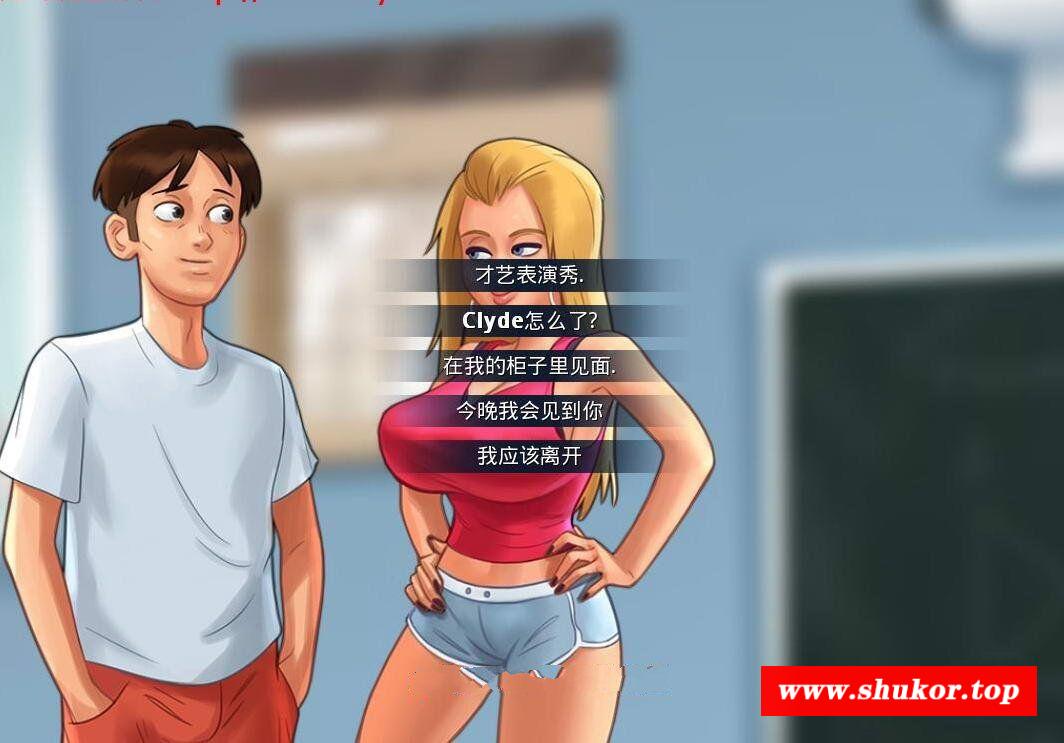 才艺表演秀.
Clyde怎么了?
在我的柜子里见面.
今晚我会见到你
我应该离开
www.shukor.top